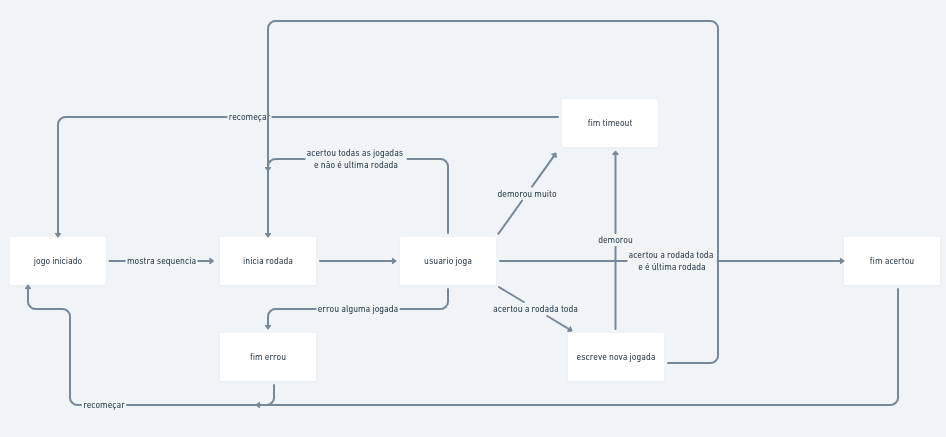 fim timeout
recomeçar
acertou todas as jogadas
e não é ultima rodada
demorou muito
demorou
jogo iniciado
mostra sequencia
inicia rodada
usuario joga
acertou a rodada toda
e é última rodada
fim acertou
errou alguma jogada
acertou a rodada toda
fim errou
escreve nova jogada
recomeçar